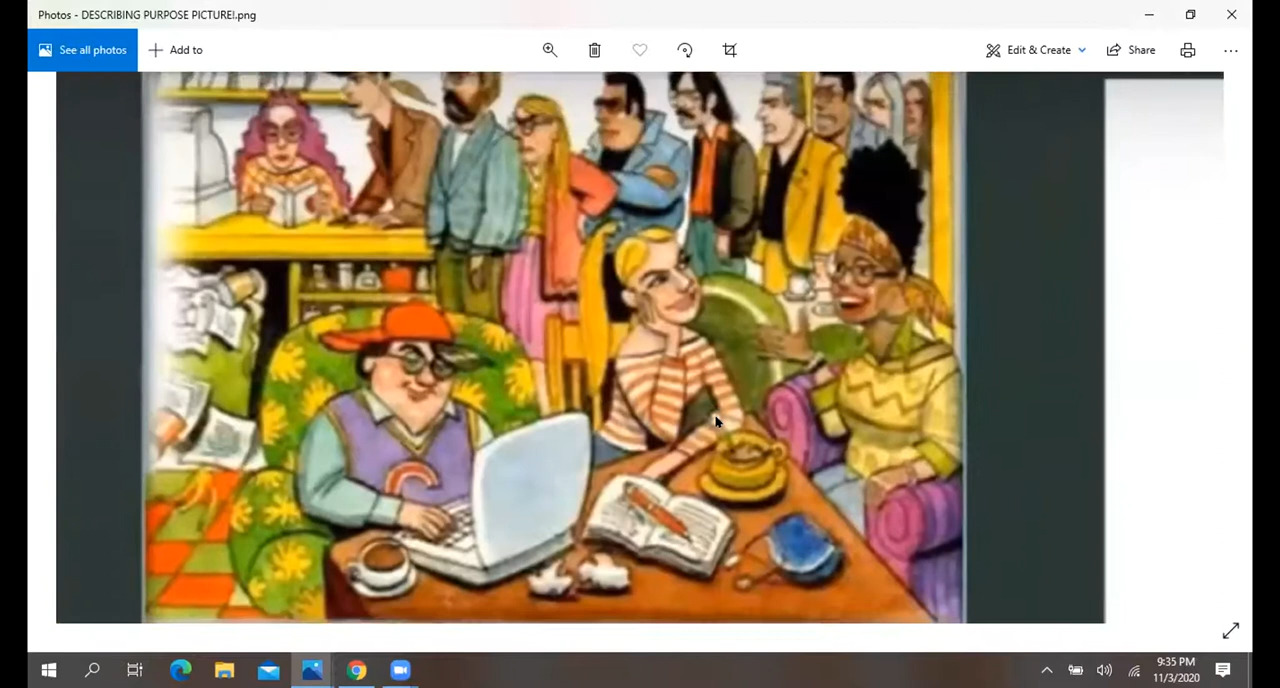 Photos - DESCRIBING PURPOSE PICTURE!.png
See all photos
Add to
Edit & Create
Share
C
9:35 PM
11/3/2020